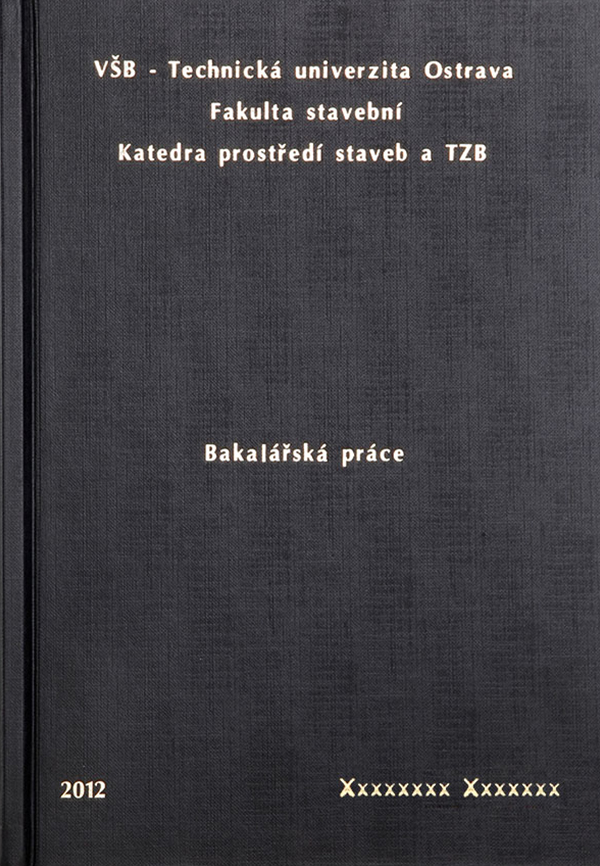 VŠB - Technická univerzita Ostrava
Fakulta stavební
Katedra prostředí staveb a TZB
Bakalářská práce
2012
Xxxxxxxx Xxxxxxx